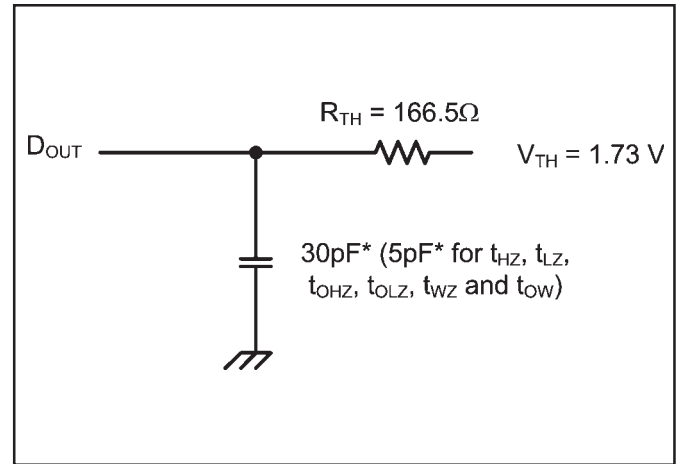 R_TH = 166.5Ω
D_OUT
V_TH = 1.73 V
30pF* (5pF* for t_HZ, t_LZ,
t_OHZ, t_OLZ, t_WZ and t_OW)